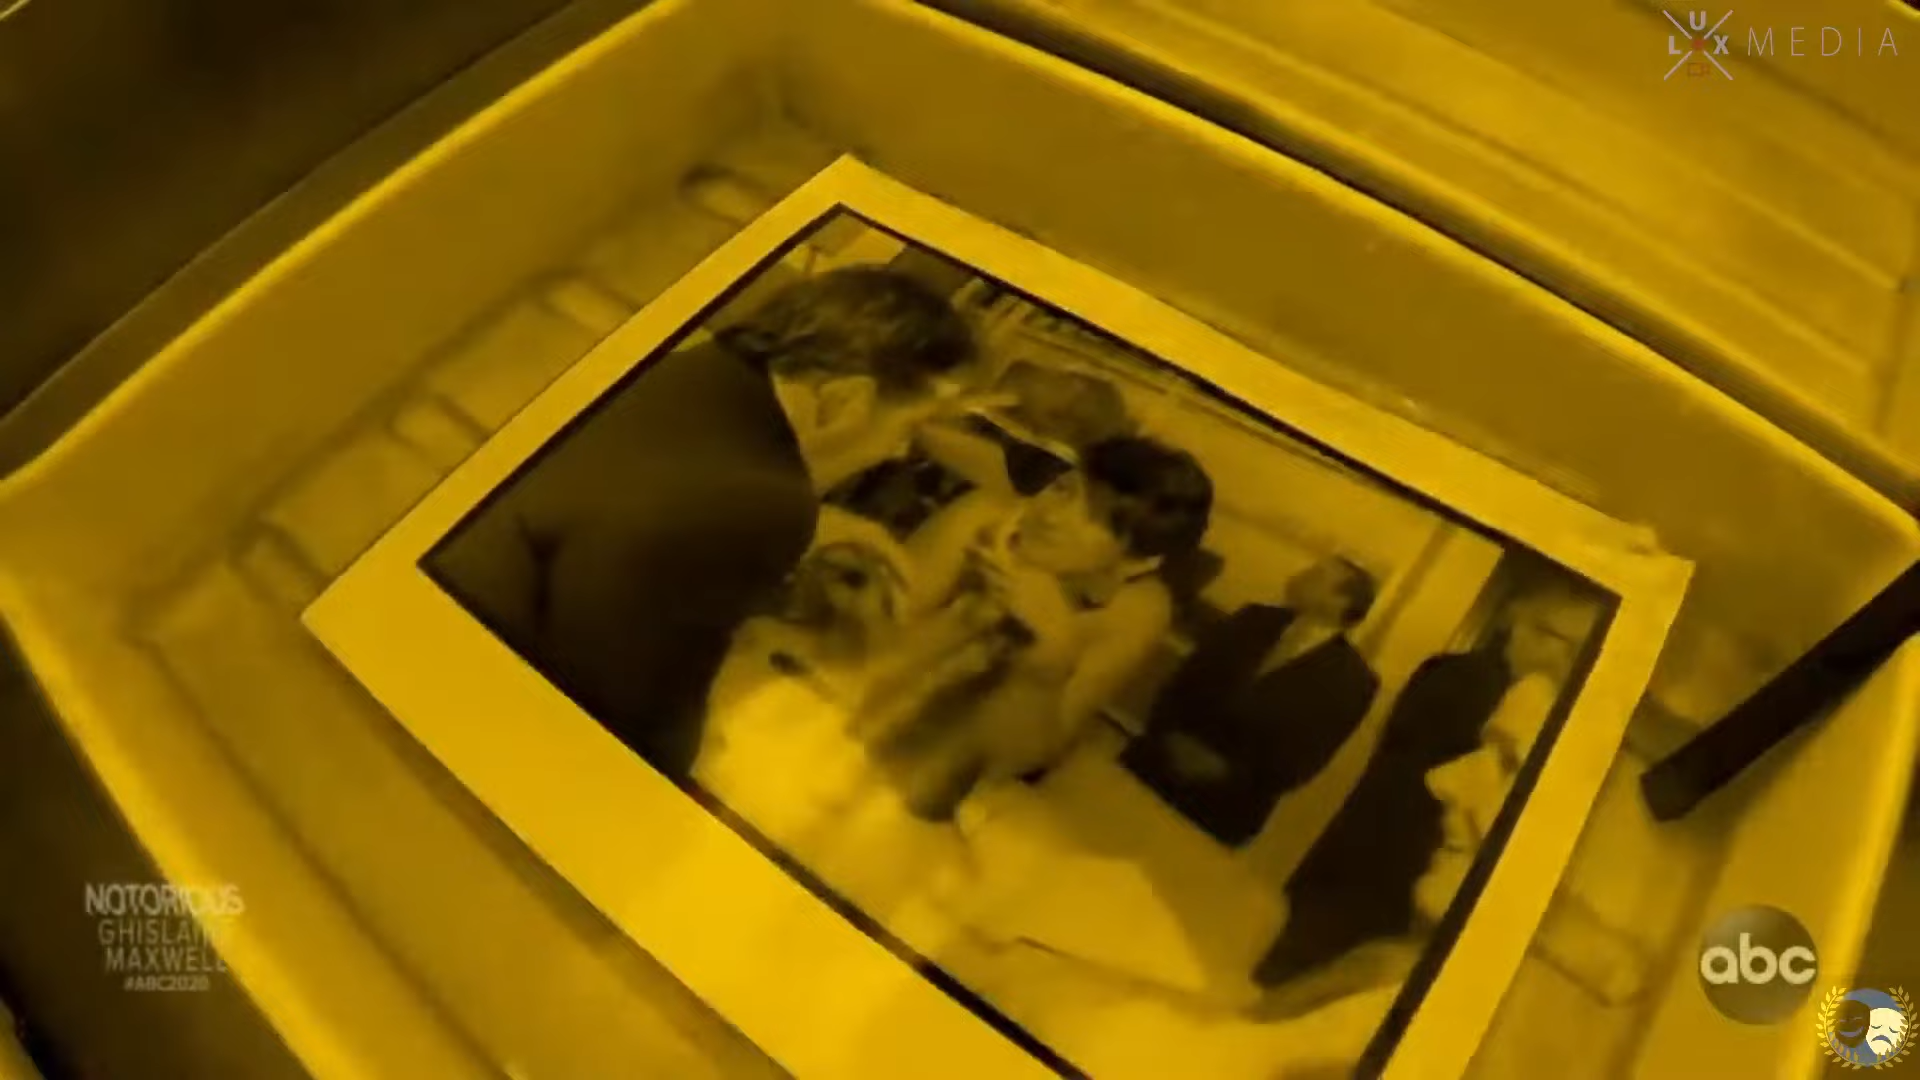 LUX MEDIA
NOTORIOUS
GHISLAINE
MAXWELL
#ABC2020
abc